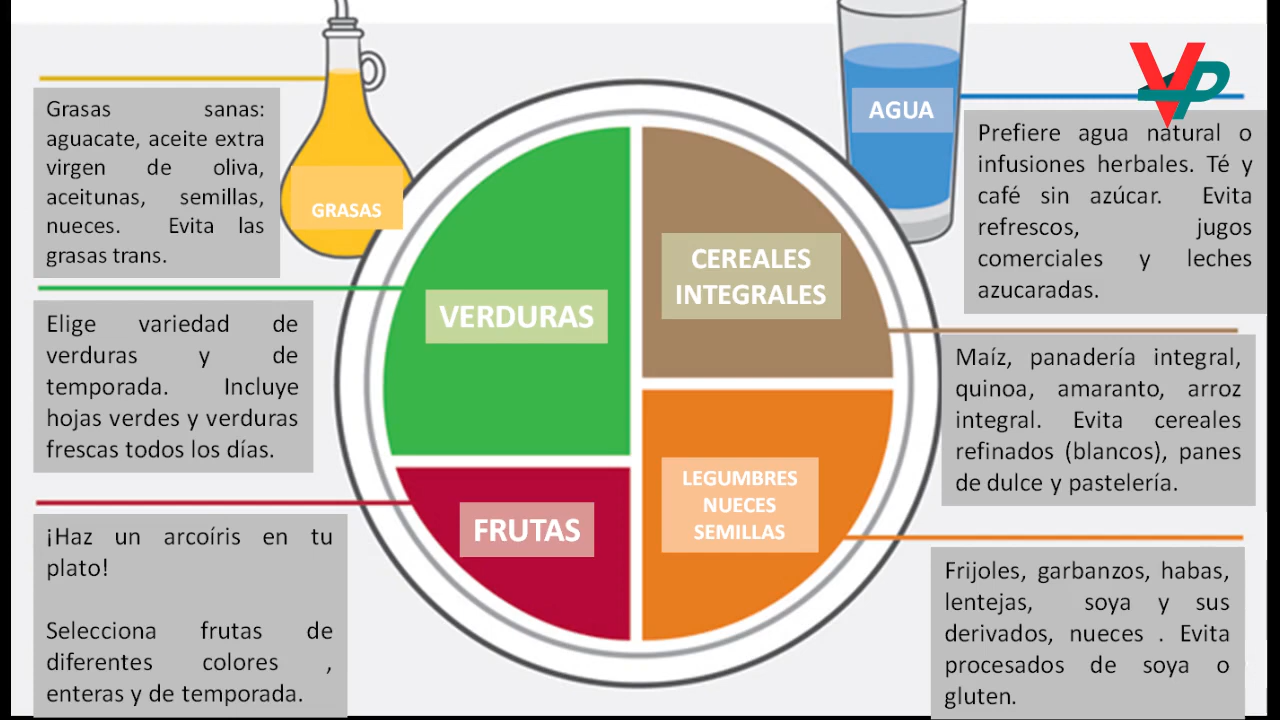 VP
Grasas sanas:
aguacate, aceite extra
virgen de oliva,
aceitunas, semillas,
nueces. Evita las
grasas trans.
GRASAS
AGUA
Prefiere agua natural o
infusiones herbales. Té y
café sin azúcar. Evita
refrescos, jugos
comerciales y leches
azucaradas.
Elige variedad de
verduras y de
temporada. Incluye
hojas verdes y verduras
frescas todos los días.
VERDURAS
CEREALES
INTEGRALES
Maíz, panadería integral,
quinoa, amaranto, arroz
integral. Evita cereales
refinados (blancos), panes
de dulce y pastelería.
¡Haz un arcoíris en tu
plato!
Selecciona frutas de
diferentes colores ,
enteras y de temporada.
FRUTAS
LEGUMBRES
NUECES
SEMILLAS
Frijoles, garbanzos, habas,
lentejas, soya y sus
derivados, nueces . Evita
procesados de soya o
gluten.